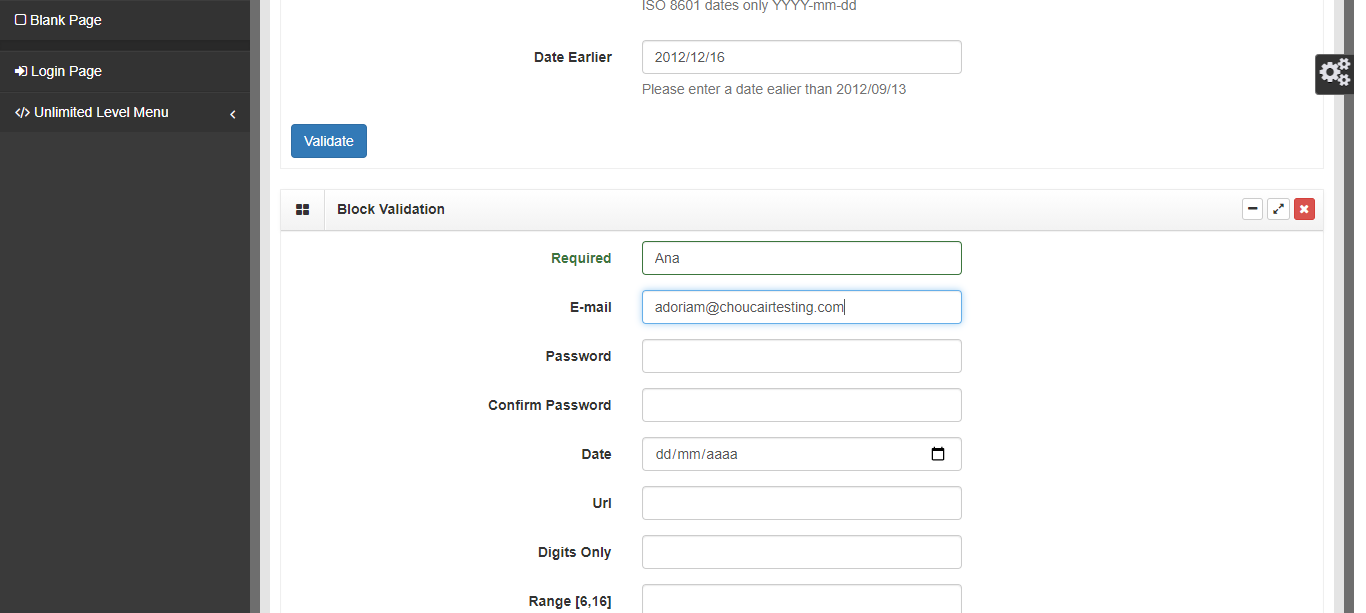 Blank Page
Login Page
Unlimited Level Menu
ISO 8601 dates only YYYY-mm-dd
Date Earlier 2012/12/16
Please enter a date ealier than 2012/09/13
Validate
Block Validation
Required Ana
E-mail adoriam@choucairtesting.com
Password
Confirm Password
Date dd/mm/aaaa
Url
Digits Only
Range [6,16]